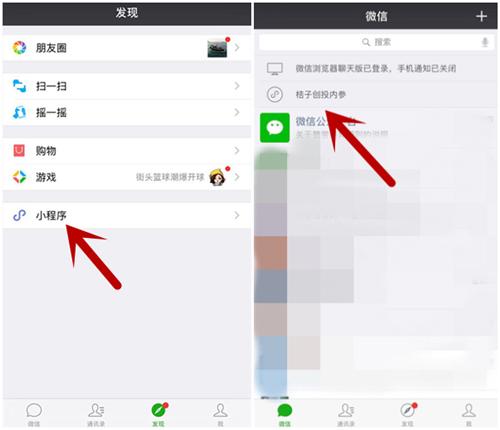 发现
朋友圈
扫一扫
摇一摇
购物
游戏 街头篮球潮爆开球
小程序
微信 通讯录 发现 我
微信 +
搜索
微信浏览器聊天版已登录，手机通知已关闭
桔子创投内参
微信公
微信 通讯录 发现 我